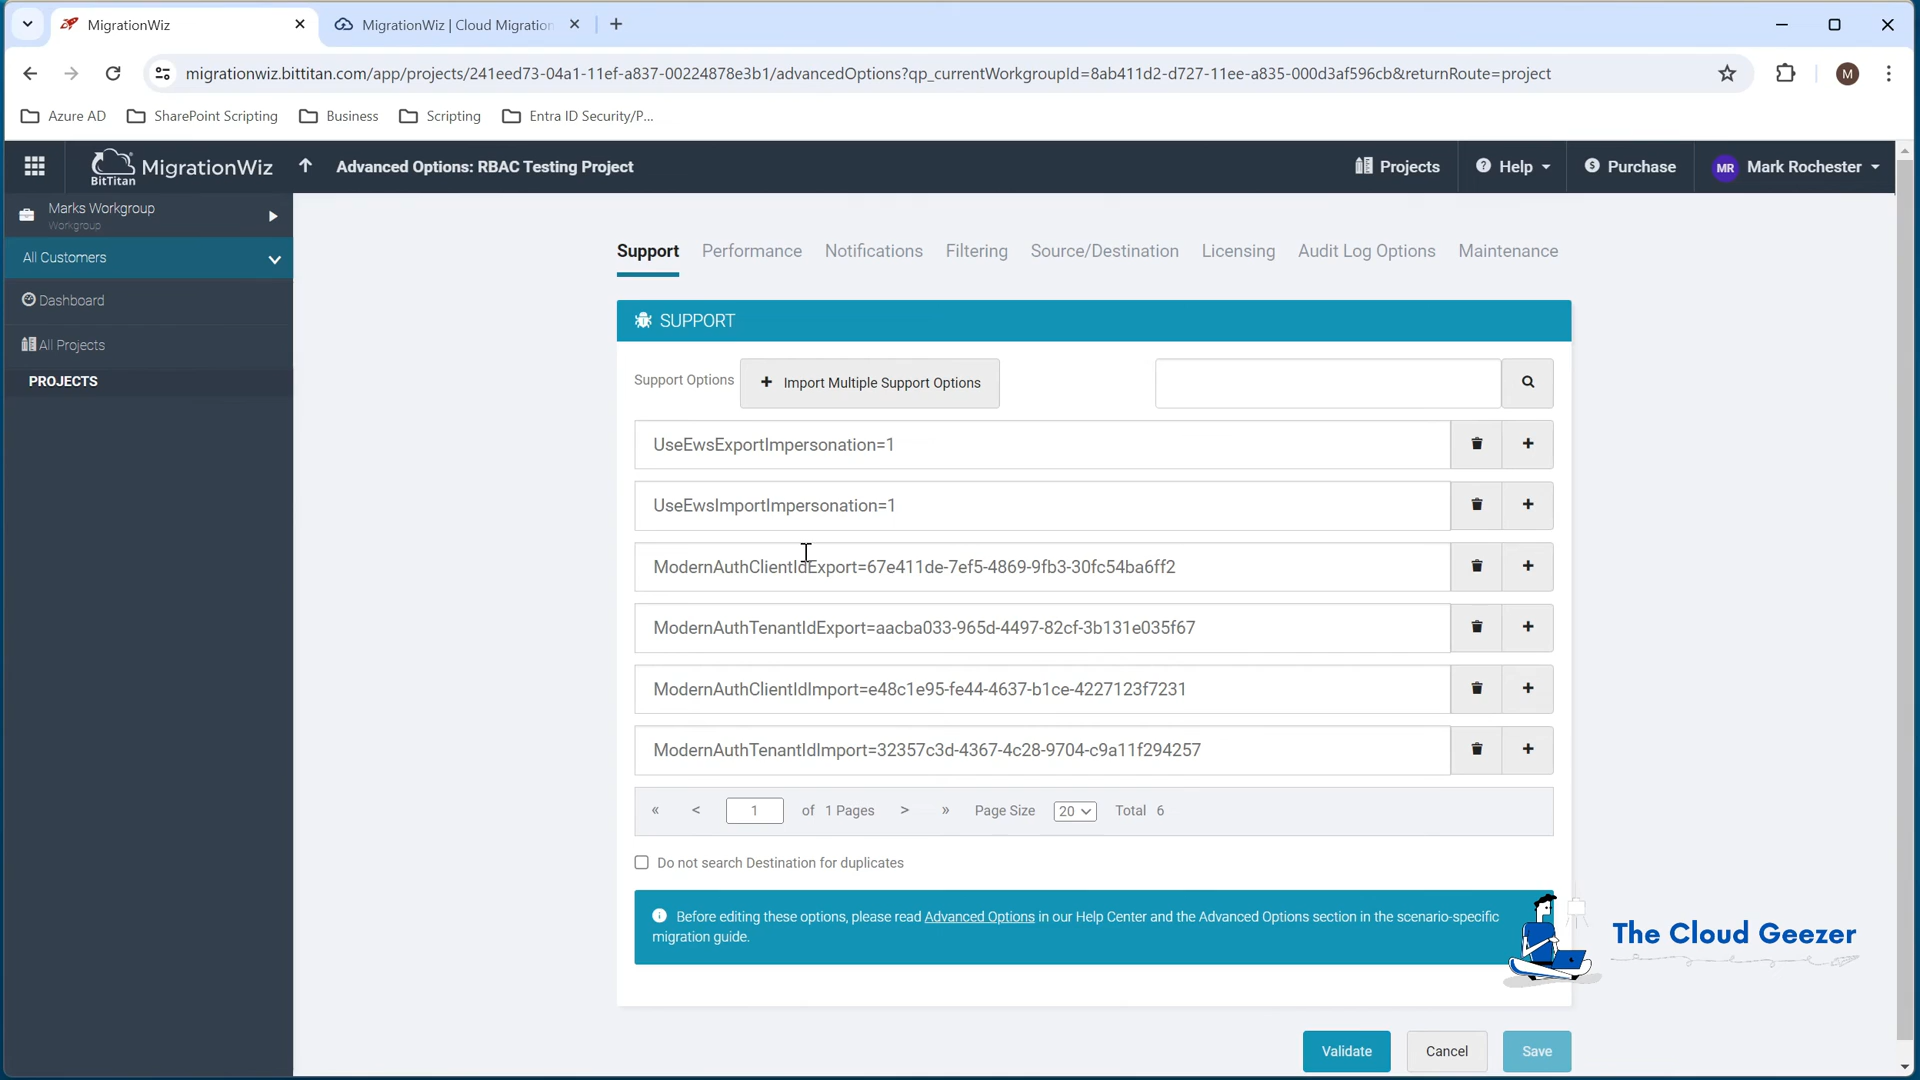 MigrationWiz
MigrationWiz | Cloud Migration
migrationwiz.bittitan.com/app/projects/241eed73-04a1-11ef-a837-00224878e3b1/advancedOptions?qp_currentWorkgroupId=8ab411d2-d727-11ee-a835-000d3af596cb&returnRoute=project
M
Azure AD
SharePoint Scripting
Business
Scripting
Entra ID Security/P...
BitTitan
MigrationWiz
Advanced Options: RBAC Testing Project
Projects
Help
Purchase
MR
Mark Rochester
Marks Workgroup
Workgroup
All Customers
Dashboard
All Projects
PROJECTS
Support
Performance
Notifications
Filtering
Source/Destination
Licensing
Audit Log Options
Maintenance
SUPPORT
Support Options
+ Import Multiple Support Options
UseEwsExportImpersonation=1
UseEwsImportImpersonation=1
ModernAuthClientIdExport=67e411de-7ef5-4869-9fb3-30fc54ba6ff2
ModernAuthTenantIdExport=aacba033-965d-4497-82cf-3b131e035f67
ModernAuthClientIdImport=e48c1e95-fe44-4637-b1ce-4227123f7231
ModernAuthTenantIdImport=32357c3d-4367-4c28-9704-c9a11f294257
« < 1 of 1 Pages > » Page Size 20 Total 6
Do not search Destination for duplicates
Before editing these options, please read Advanced Options in our Help Center and the Advanced Options section in the scenario-specific
migration guide.
The Cloud Geezer
Validate
Cancel
Save